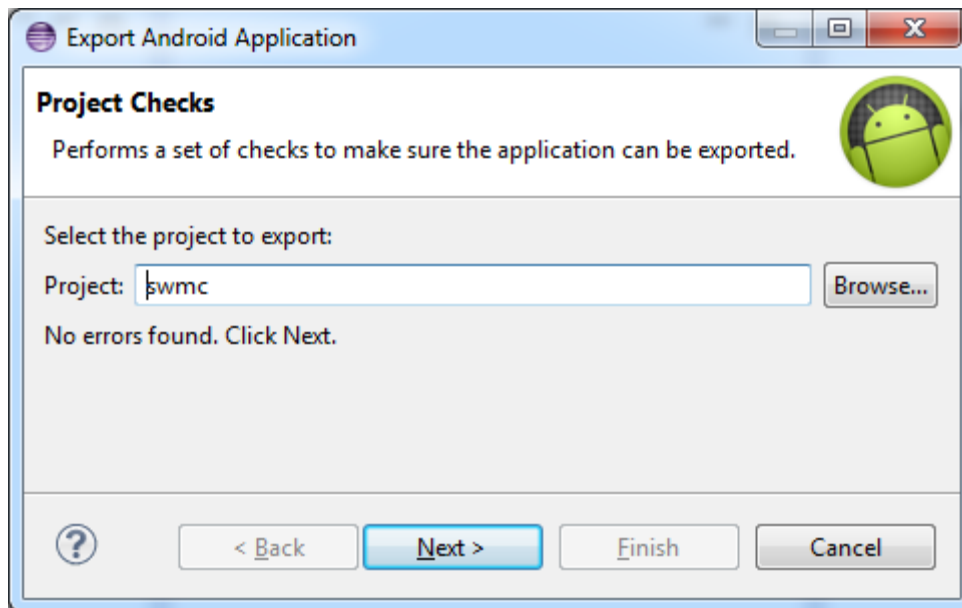 Export Android Application
Project Checks
Performs a set of checks to make sure the application can be exported.
Select the project to export:
Project: swmc Browse...
No errors found. Click Next.
? < Back Next > Finish Cancel